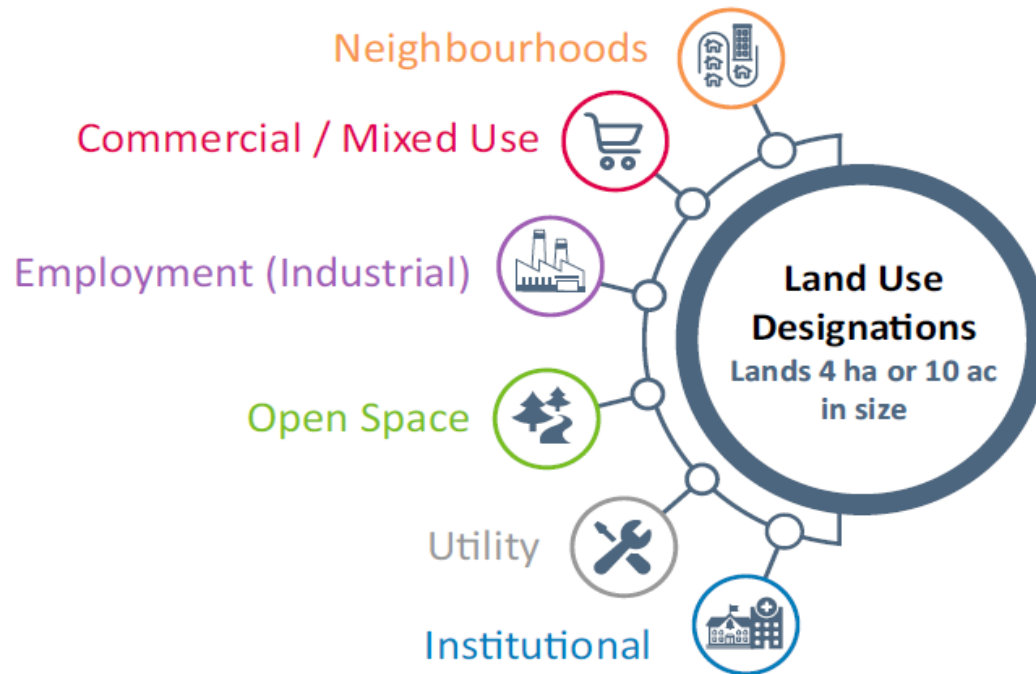 Neighbourhoods
Commercial / Mixed Use
Employment (Industrial)
Open Space
Utility
Institutional
Land Use
Designations
Lands 4 ha or 10 ac
in size